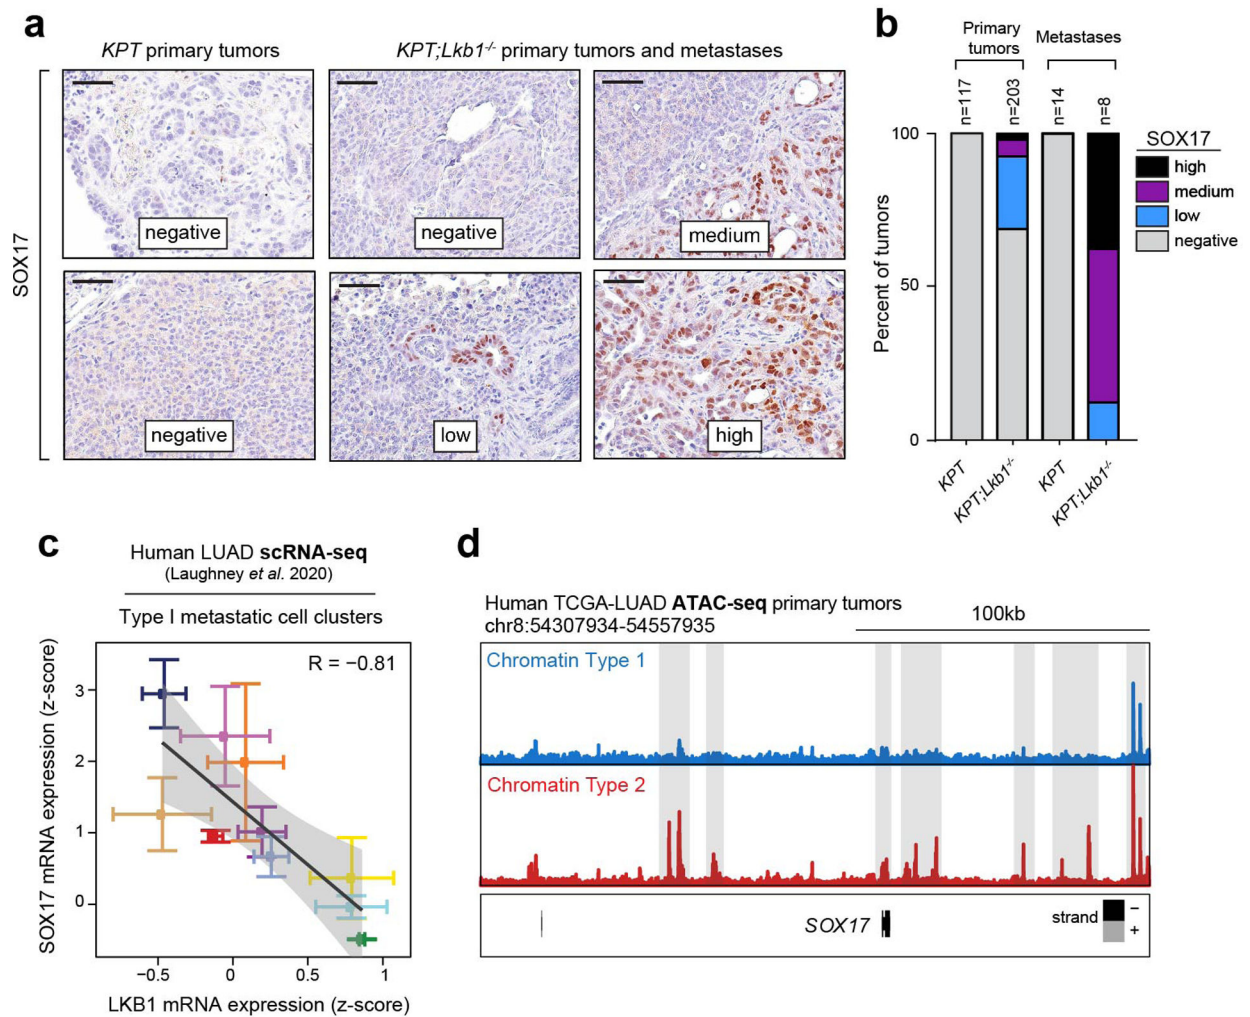 a
KPT primary tumors
KPT;Lkb1-/- primary tumors and metastases
SOX17
negative
negative
medium
negative
low
high
b
Primary
tumors
Metastases
n=117
n=203
n=14
n=8
100
50
0
Percent of tumors
KPT
KPT;Lkb1-/-
KPT
KPT;Lkb1-/-
SOX17
high
medium
low
negative
c
Human LUAD scRNA-seq
(Laughney et al. 2020)
Type I metastatic cell clusters
R = −0.81
SOX17 mRNA expression (z-score)
3
2
1
0
−0.5
0
0.5
1
LKB1 mRNA expression (z-score)
d
Human TCGA-LUAD ATAC-seq primary tumors
chr8:54307934-54557935
100kb
Chromatin Type 1
Chromatin Type 2
SOX17
strand
−
+